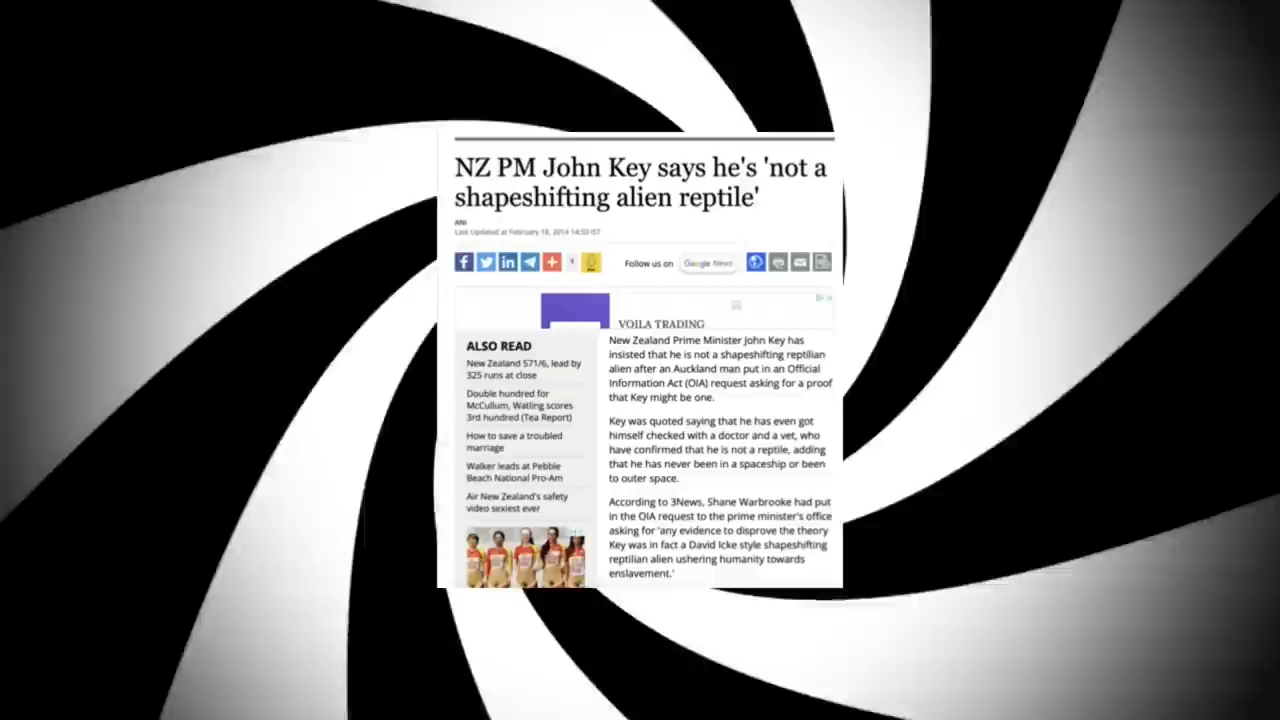 NZ PM John Key says he's 'not a
shapeshifting alien reptile'
ANI
Last Updated at February 18, 2014 14:50 IST
Follow us on
Google News
VOILA TRADING
ALSO READ
New Zealand 571/6, lead by
325 runs at close
Double hundred for
McCullum, Watling scores
3rd hundred (Tea Report)
How to save a troubled
marriage
Walker leads at Pebble
Beach National Pro-Am
Air New Zealand's safety
video sexiest ever
New Zealand Prime Minister John Key has
insisted that he is not a shapeshifting reptilian
alien after an Auckland man put in an Official
Information Act (OIA) request asking for a proof
that Key might be one.
Key was quoted saying that he has even got
himself checked with a doctor and a vet, who
have confirmed that he is not a reptile, adding
that he has never been in a spaceship or been
to outer space.
According to 3News, Shane Warbrooke had put
in the OIA request to the prime minister's office
asking for 'any evidence to disprove the theory
Key was in fact a David Icke style shapeshifting
reptilian alien ushering humanity towards
enslavement.'